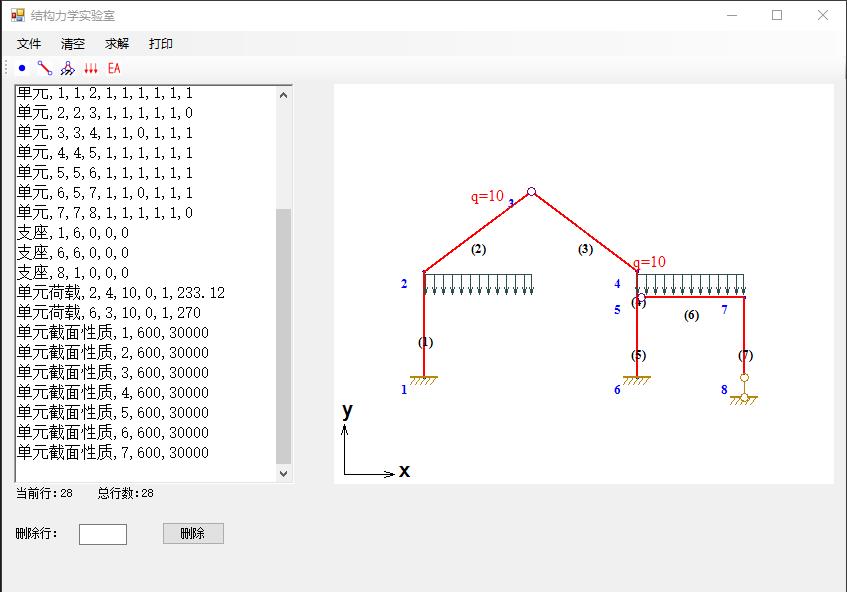 结构力学实验室
文件 清空 求解 打印
EA
单元,1,1,2,1,1,1,1,1,1
单元,2,2,3,1,1,1,1,1,0
单元,3,3,4,1,1,0,1,1,1
单元,4,4,5,1,1,1,1,1,1
单元,5,5,6,1,1,1,1,1,1
单元,6,5,7,1,1,0,1,1,1
单元,7,7,8,1,1,1,1,1,0
支座,1,6,0,0,0
支座,6,6,0,0,0
支座,8,1,0,0,0
单元荷载,2,4,10,0,1,233.12
单元荷载,6,3,10,0,1,270
单元截面性质,1,600,30000
单元截面性质,2,600,30000
单元截面性质,3,600,30000
单元截面性质,4,600,30000
单元截面性质,5,600,30000
单元截面性质,6,600,30000
单元截面性质,7,600,30000
当前行:28 总行数:28
删除行: 删除
q=10 3
(2) (3)
q=10
2 4
(4)
5 (6) 7
(1) (5) (7)
1 6 8
y
x